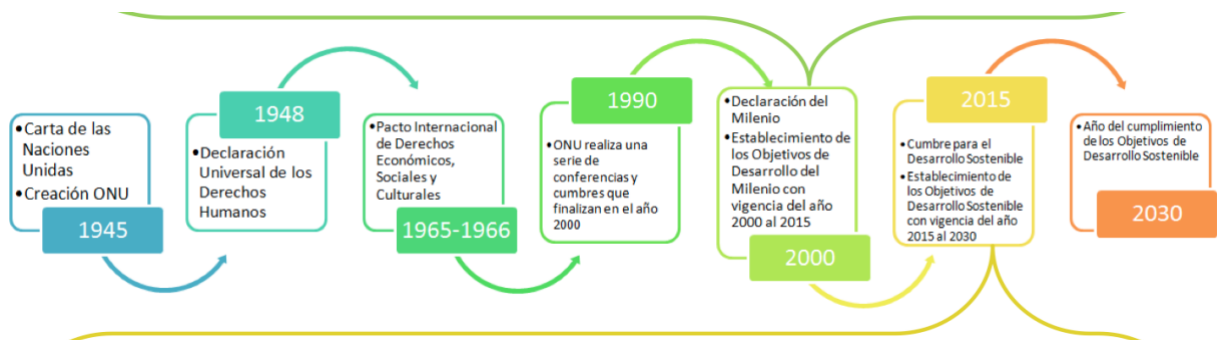 •Carta de las
Naciones
Unidas
•Creación ONU
1945
1948
•Declaración
Universal de los
Derechos
Humanos
•Pacto Internacional
de Derechos
Económicos,
Sociales y
Culturales
1965-1966
1990
•ONU realiza una
serie de
conferencias y
cumbres que
finalizan en el año
2000
•Declaración del
Milenio
•Establecimiento de
los Objetivos de
Desarrollo del
Milenio con
vigencia del año
2000 al 2015
2000
2015
•Cumbre para el
Desarrollo Sostenible
•Establecimiento de
los Objetivos de
Desarrollo Sostenible
con vigencia del año
2015 al 2030
•Año del cumplimiento
de los Objetivos de
Desarrollo Sostenible
2030